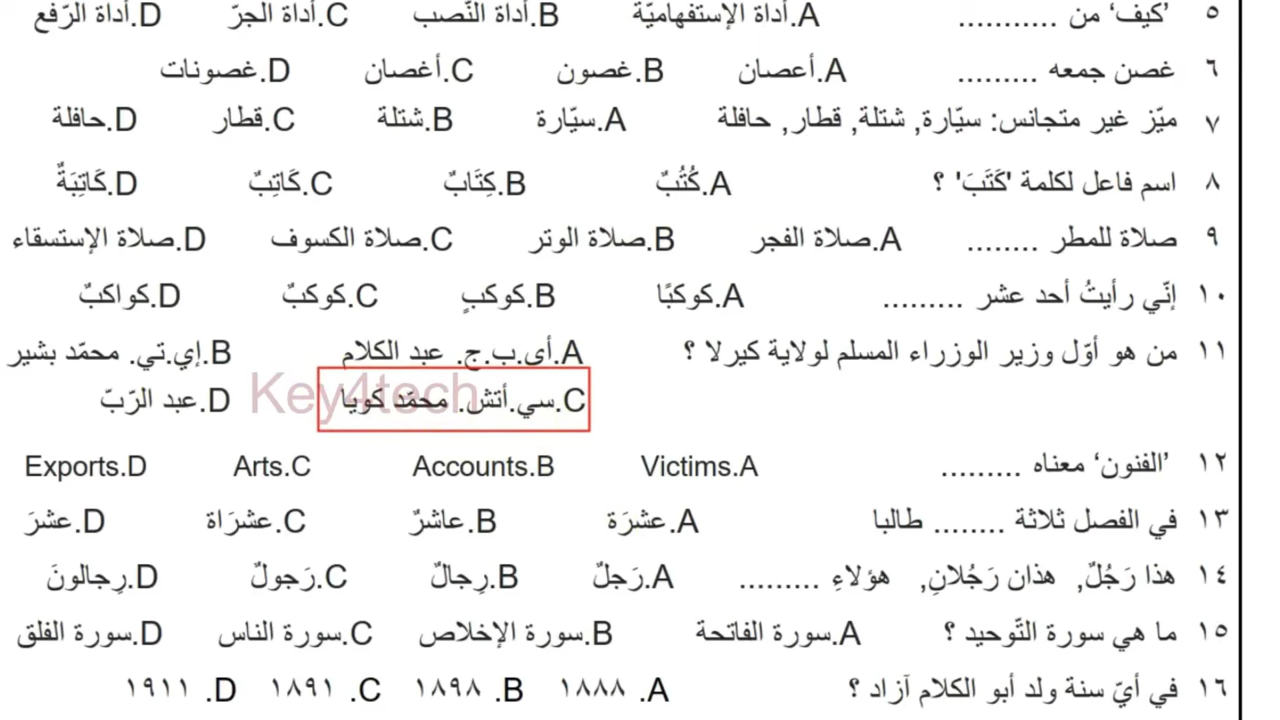 ٥ ’كيف‘ من ........... A.أداة الإستفهاميّة B.أداة النّصب C.أداة الجرّ D.أداة الرّفع
٦ غصن جمعه ......... A.أعصان B.غصون C.أغصان D.غصونات
٧ ميّز غير متجانس: سيّارة, شتلة, قطار, حافلة A.سيّارة B.شتلة C.قطار D.حافلة
٨ اسم فاعل لكلمة 'كَتَبَ' ؟ A.كُتُبٌ B.كِتَابٌ C.كَاتِبٌ D.كَاتِبَةٌ
٩ صلاة للمطر ........ A.صلاة الفجر B.صلاة الوتر C.صلاة الكسوف D.صلاة الإستسقاء
١٠ إنّي رأيتُ أحد عشر ......... A.كوكبًا B.كوكبٍ C.كوكبٌ D.كواكبٌ
١١ من هو أوّل وزير الوزراء المسلم لولاية كيرلا ؟ A.أى.ب.ج. عبد الكلام B.إي.تي. محمّد بشير
C.سي.أتش. محمّد كويا D.عبد الرّبّ
Key4tech
١٢ ’الفنون‘ معناه ......... Victims.A Accounts.B Arts.C Exports.D
١٣ في الفصل ثلاثة ........ طالبا A.عشرَة B.عاشرٌ C.عشرَاة D.عشرَ
١٤ هذا رَجُلٌ, هذان رَجُلانِ, هؤلاءِ ......... A.رَجلٌ B.رِجالٌ C.رَجولٌ D.رِجالونَ
١٥ ما هي سورة التّوحيد ؟ A.سورة الفاتحة B.سورة الإخلاص C.سورة الناس D.سورة الفلق
١٦ في أيّ سنة ولد أبو الكلام آزاد ؟ A. ١٨٨٨ B. ١٨٩٨ C. ١٨٩١ D. ١٩١١